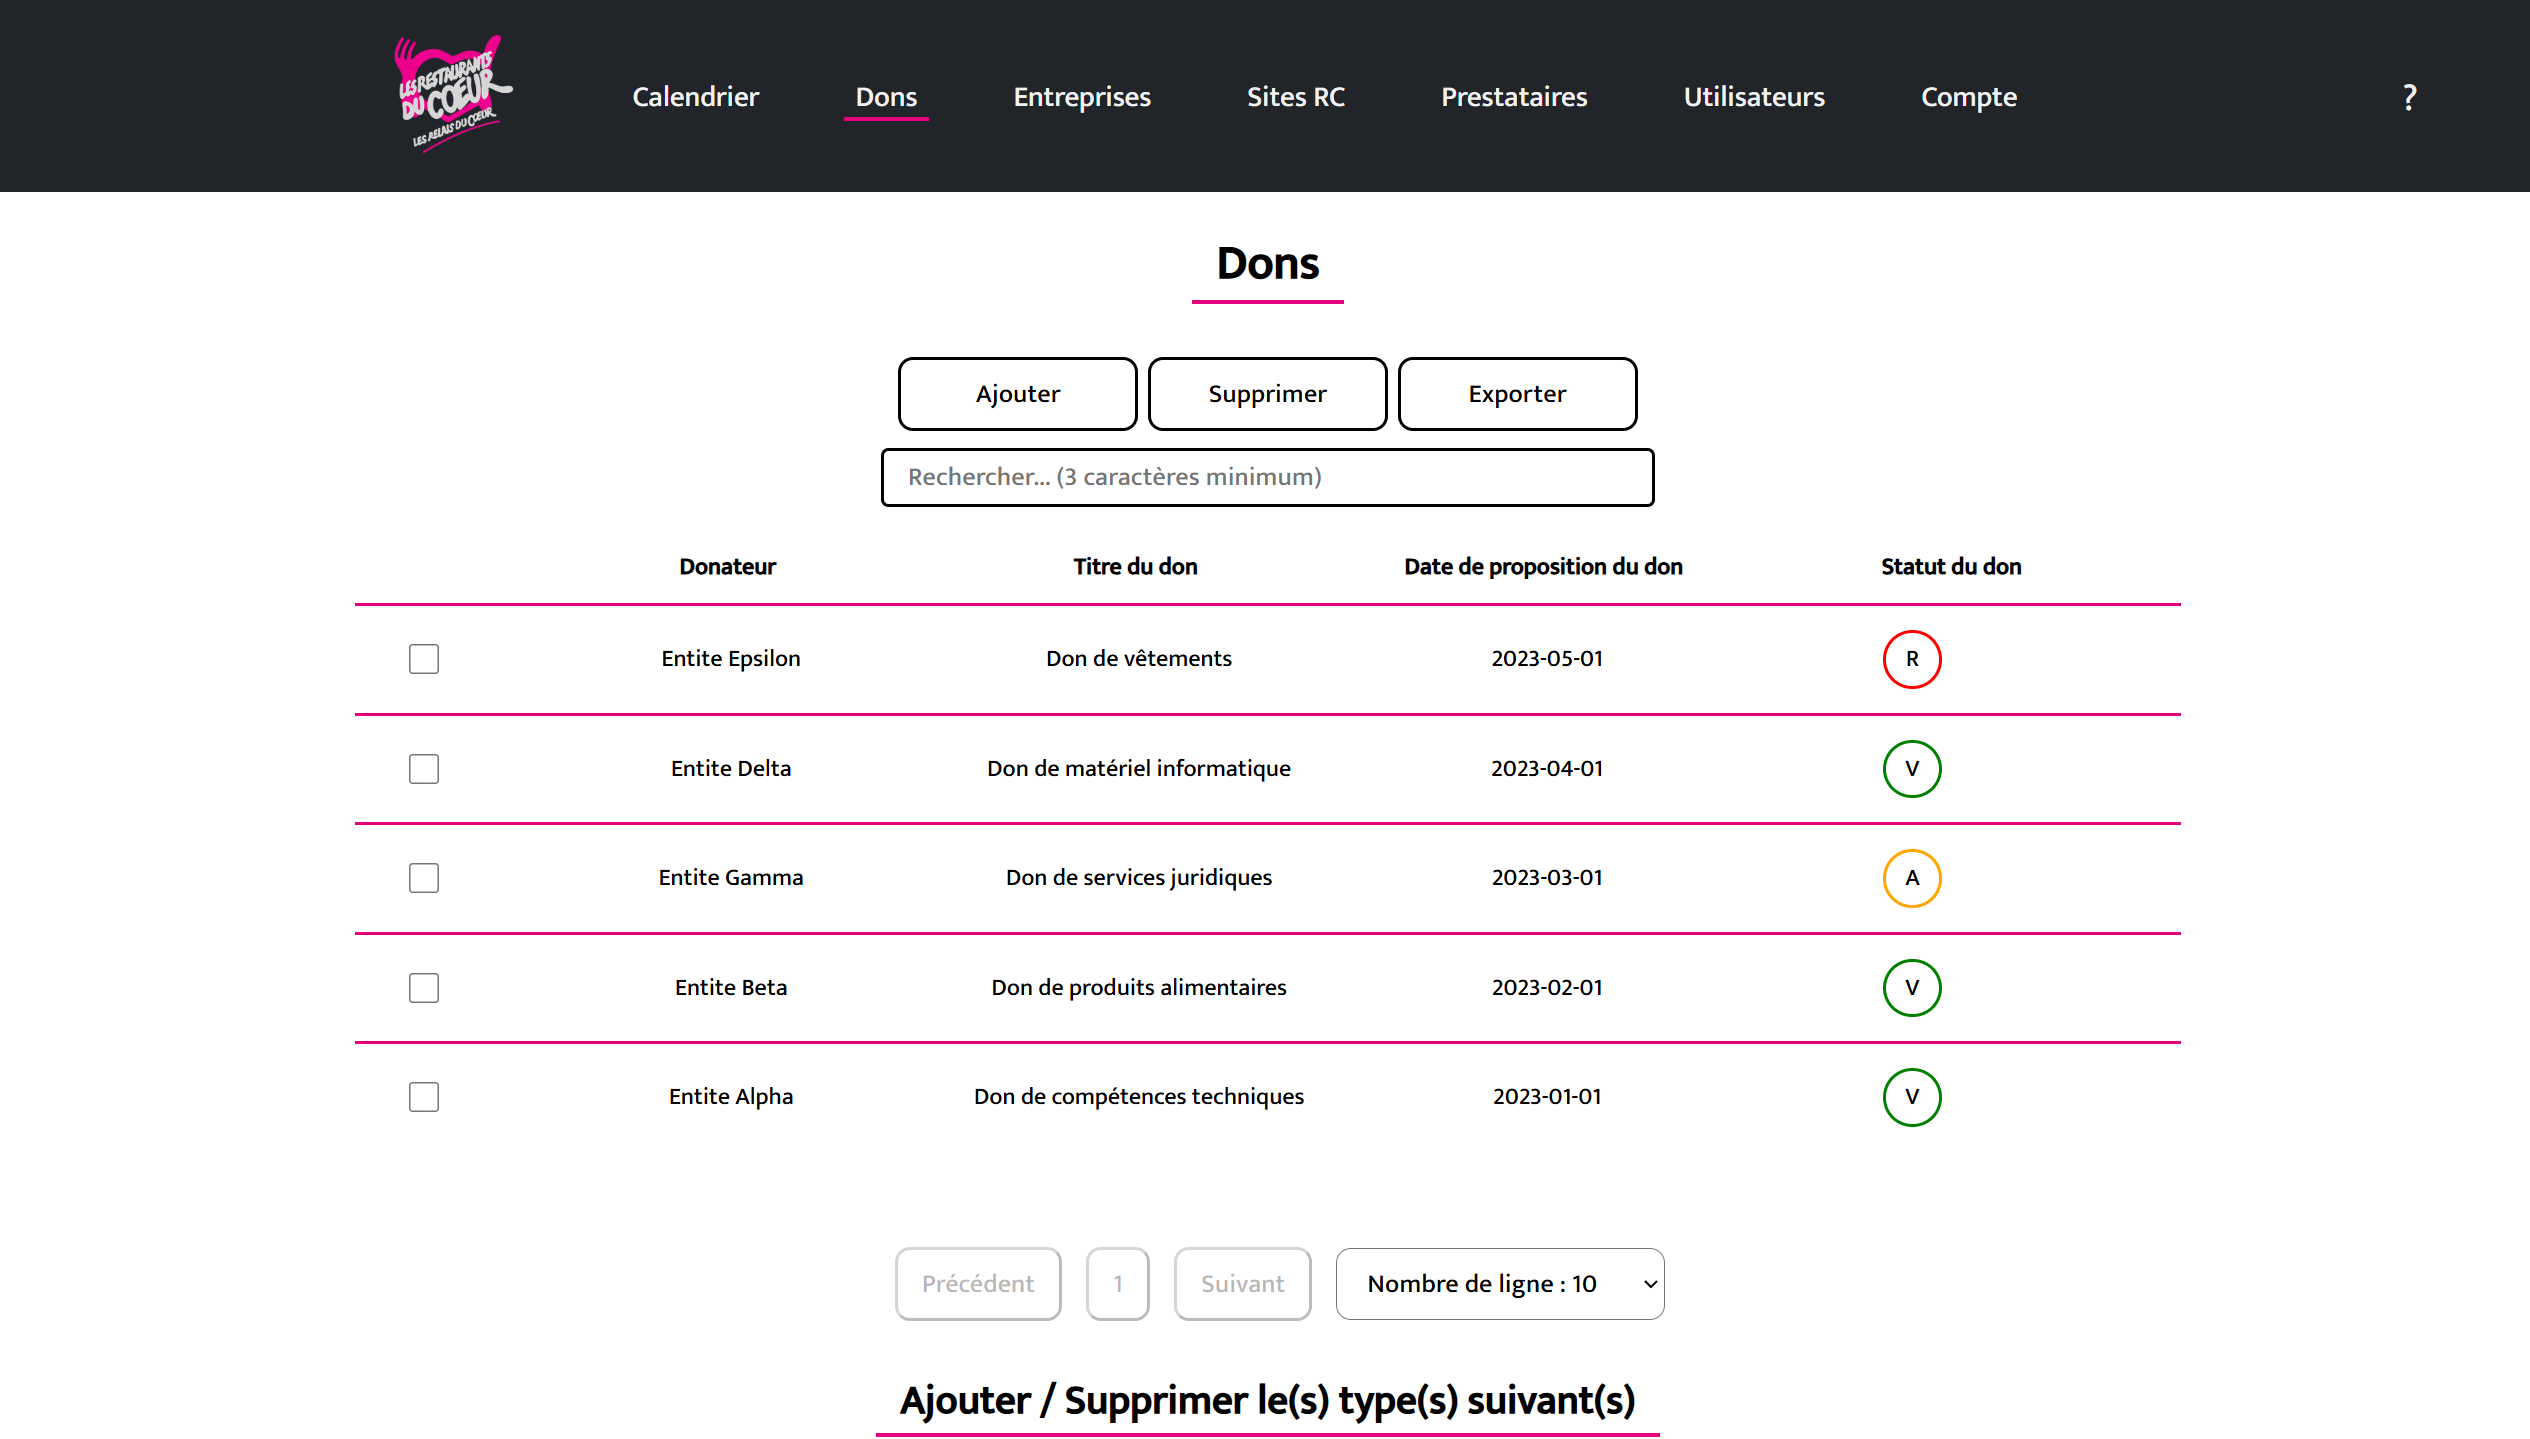 LES RESTAURANTS
DU COEUR
LES RELAIS DU CŒUR
Calendrier Dons Entreprises Sites RC Prestataires Utilisateurs Compte ?
Dons
Ajouter Supprimer Exporter
Rechercher... (3 caractères minimum)
Donateur Titre du don Date de proposition du don Statut du don
Entite Epsilon Don de vêtements 2023-05-01 R
Entite Delta Don de matériel informatique 2023-04-01 V
Entite Gamma Don de services juridiques 2023-03-01 A
Entite Beta Don de produits alimentaires 2023-02-01 V
Entite Alpha Don de compétences techniques 2023-01-01 V
Précédent 1 Suivant Nombre de ligne : 10
Ajouter / Supprimer le(s) type(s) suivant(s)